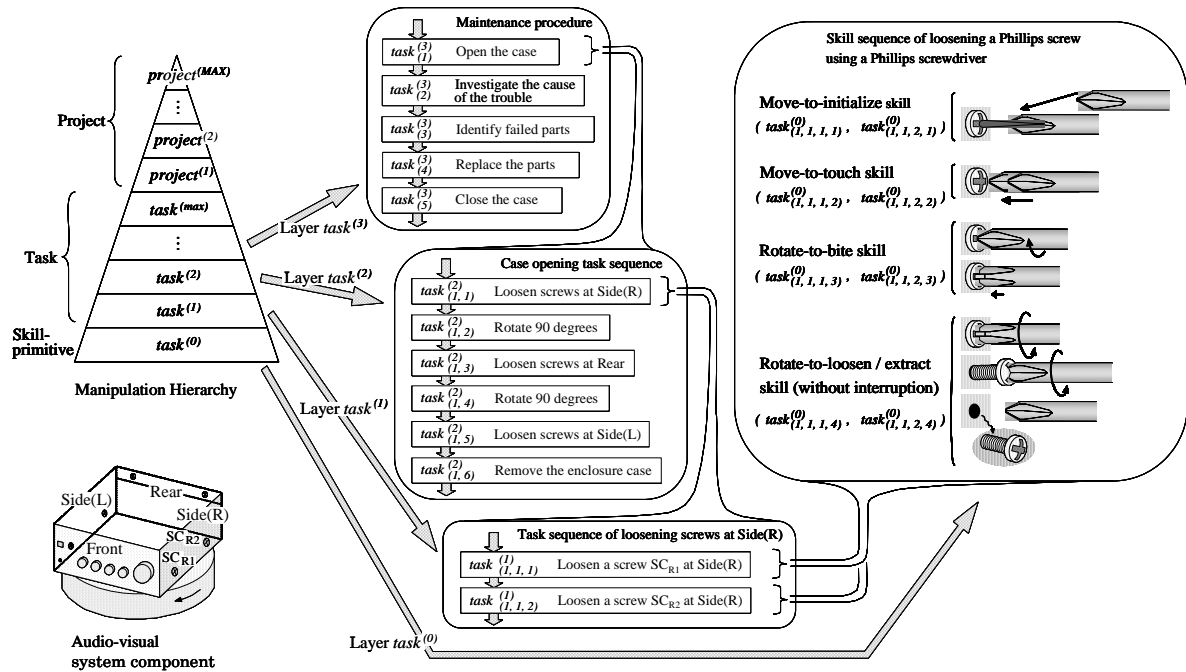 project(MAX)
⋮
project(2)
project(1)
task(max)
⋮
task(2)
task(1)
task(0)
Project
Task
Skill-
primitive
Manipulation Hierarchy
Side(L)
Rear
Side(R)
SCR2
Front
SCR1
Audio-visual
system component
Layer task(3)
Layer task(2)
Layer task(1)
Layer task(0)
Maintenance procedure
task(3)(1) Open the case
task(3)(2) Investigate the cause
of the trouble
task(3)(3) Identify failed parts
task(3)(4) Replace the parts
task(3)(5) Close the case
Case opening task sequence
task(2)(1, 1) Loosen screws at Side(R)
task(2)(1, 2) Rotate 90 degrees
task(2)(1, 3) Loosen screws at Rear
task(2)(1, 4) Rotate 90 degrees
task(2)(1, 5) Loosen screws at Side(L)
task(2)(1, 6) Remove the enclosure case
Task sequence of loosening screws at Side(R)
task(1)(1, 1, 1) Loosen a screw SCR1 at Side(R)
task(1)(1, 1, 2) Loosen a screw SCR2 at Side(R)
Skill sequence of loosening a Phillips screw
using a Phillips screwdriver
Move-to-initialize skill
( task(0)(1, 1, 1, 1) , task(0)(1, 1, 2, 1) )
Move-to-touch skill
( task(0)(1, 1, 1, 2) , task(0)(1, 1, 2, 2) )
Rotate-to-bite skill
( task(0)(1, 1, 1, 3) , task(0)(1, 1, 2, 3) )
Rotate-to-loosen / extract
skill (without interruption)
( task(0)(1, 1, 1, 4) , task(0)(1, 1, 2, 4) )